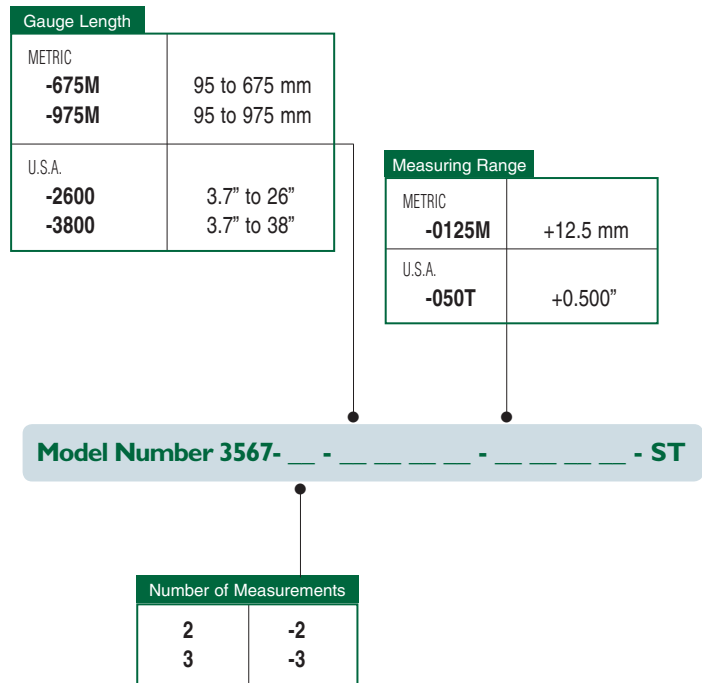 Gauge Length
METRIC
-675M 95 to 675 mm
-975M 95 to 975 mm
U.S.A.
-2600 3.7” to 26”
-3800 3.7” to 38”
Measuring Range
METRIC
-0125M +12.5 mm
U.S.A.
-050T +0.500”
Model Number 3567- __ - __ __ __ __ - __ __ __ __ - ST
Number of Measurements
2 -2
3 -3